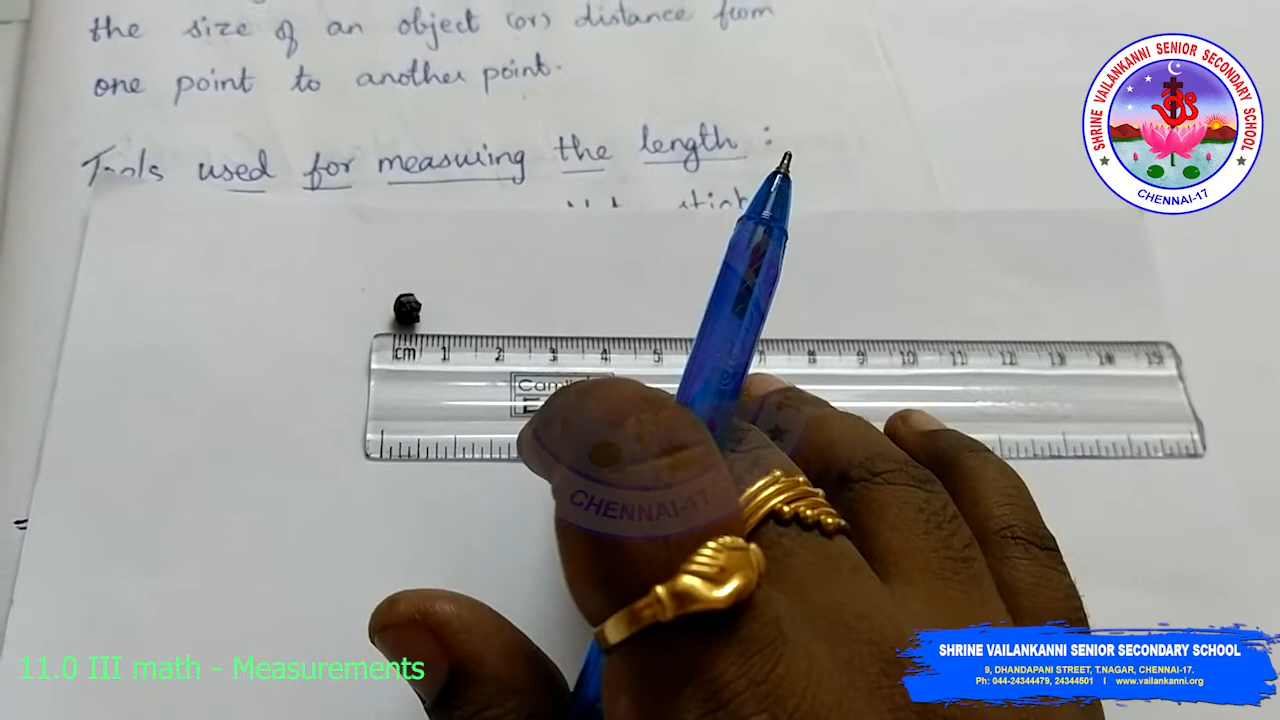 the size of an object (or) distance from
one point to another point.
Tools used for measuring the length :
SHRINE VAILANKANNI SENIOR SECONDARY SCHOOL
CHENNAI-17
cm 1 2 3 4 5 7 8 9 10 11 12 13 14 15
CHENNAI-17
11.0 III math - Measurements
SHRINE VAILANKANNI SENIOR SECONDARY SCHOOL
9, DHANDAPANI STREET, T.NAGAR, CHENNAI-17.
Ph: 044-24344479, 24344501 I www.vailankanni.org